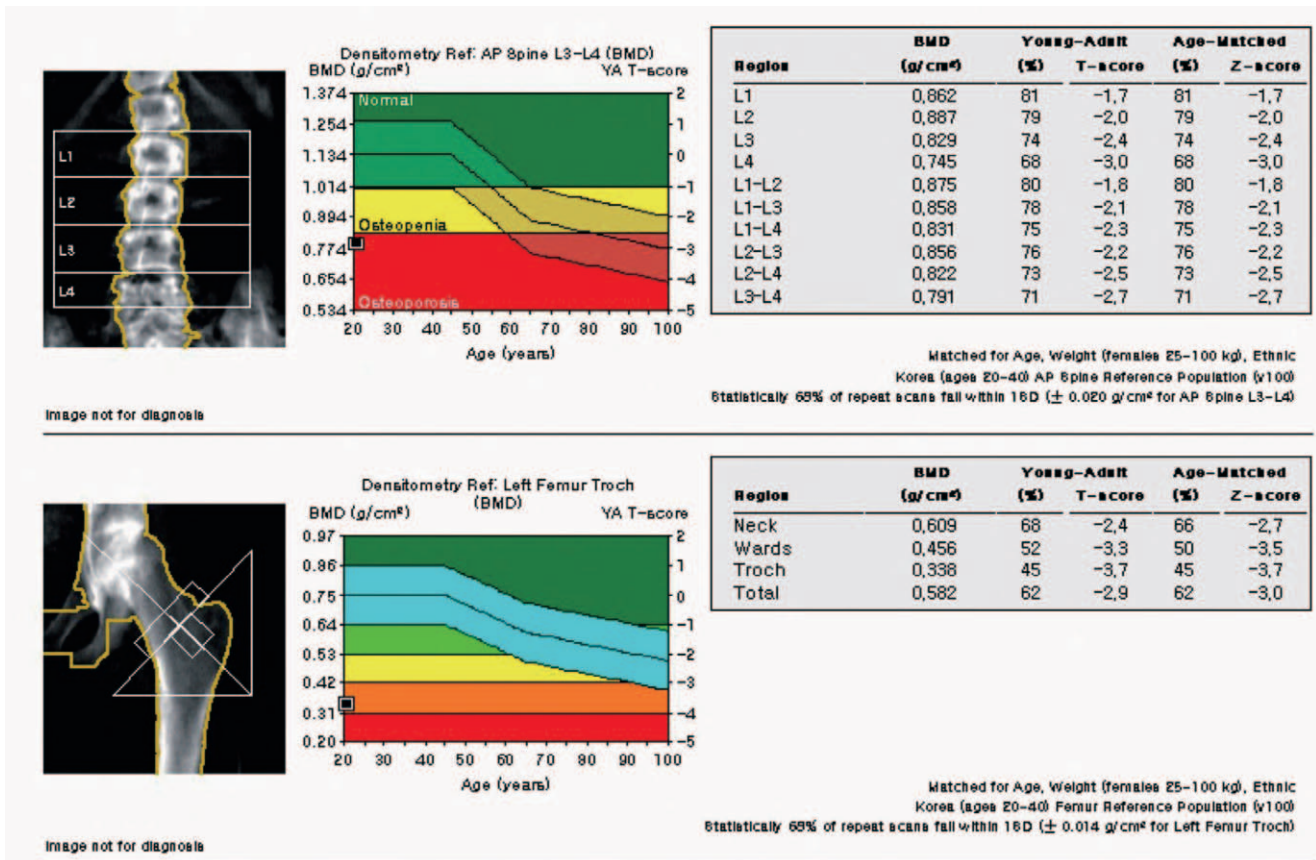 Densitometry Ref: AP Spine L3-L4 (BMD)
BMD (g/cm²) YA T-score
1.374 2
1.254 1
1.134 0
1.014 -1
0.894 -2
0.774 -3
0.654 -4
0.534 -5
Normal
Osteopenia
Osteoporosis
20 30 40 45 50 60 70 80 90 100
Age (years)
L1
L2
L3
L4
Image not for diagnosis
BMD Young-Adult Age-Matched
Region (g/cm²) (%) T-score (%) Z-score
L1 0,862 81 -1,7 81 -1,7
L2 0,887 79 -2,0 79 -2,0
L3 0,829 74 -2,4 74 -2,4
L4 0,745 68 -3,0 68 -3,0
L1-L2 0,875 80 -1,8 80 -1,8
L1-L3 0,858 78 -2,1 78 -2,1
L1-L4 0,831 75 -2,3 75 -2,3
L2-L3 0,856 76 -2,2 76 -2,2
L2-L4 0,822 73 -2,5 73 -2,5
L3-L4 0,791 71 -2,7 71 -2,7
Matched for Age, Weight (females 25-100 kg), Ethnic
Korea (ages 20-40) AP Spine Reference Population (v100)
Statistically 68% of repeat scans fall within 1SD (± 0.020 g/cm² for AP Spine L3-L4)
Densitometry Ref: Left Femur Troch
(BMD)
BMD (g/cm²) YA T-score
0.97 2
0.86 1
0.75 0
0.64 -1
0.53 -2
0.42 -3
0.31 -4
0.20 -5
20 30 40 45 50 60 70 80 90 100
Age (years)
Image not for diagnosis
BMD Young-Adult Age-Matched
Region (g/cm²) (%) T-score (%) Z-score
Neck 0,609 68 -2,4 66 -2,7
Wards 0,456 52 -3,3 50 -3,5
Troch 0,338 45 -3,7 45 -3,7
Total 0,582 62 -2,9 62 -3,0
Matched for Age, Weight (females 25-100 kg), Ethnic
Korea (ages 20-40) Femur Reference Population (v100)
Statistically 68% of repeat scans fall within 1SD (± 0.014 g/cm² for Left Femur Troch)